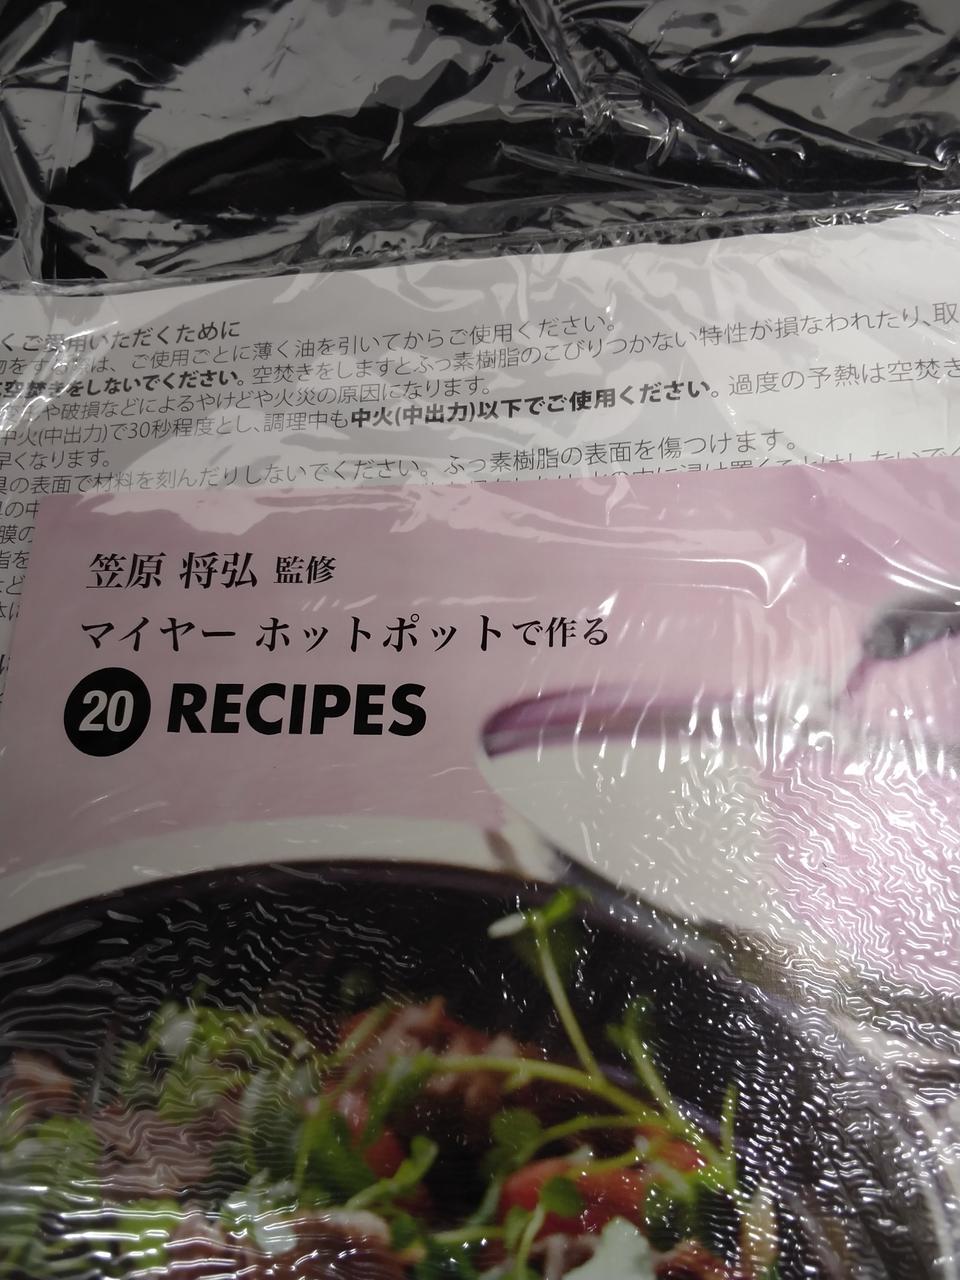 くご愛用いただくために
は、ご使用ごとに薄く油を引いてからご使用ください。
空焚きをしないでください。空焚きをしますとふっ素樹脂のこびりつかない特性が損なわれたり、取
や破損などによるやけどや火災の原因になります。
中火(中出力)で30秒程度とし、調理中も中火(中出力)以下でご使用ください。過度の予熱は空焚き
早くなります。
の表面で材料を刻んだりしないでください。ふっ素樹脂の表面を傷つけます。
の中
膜の
脂を
笠原 将弘 監修
マイヤー ホットポットで作る
20 RECIPES